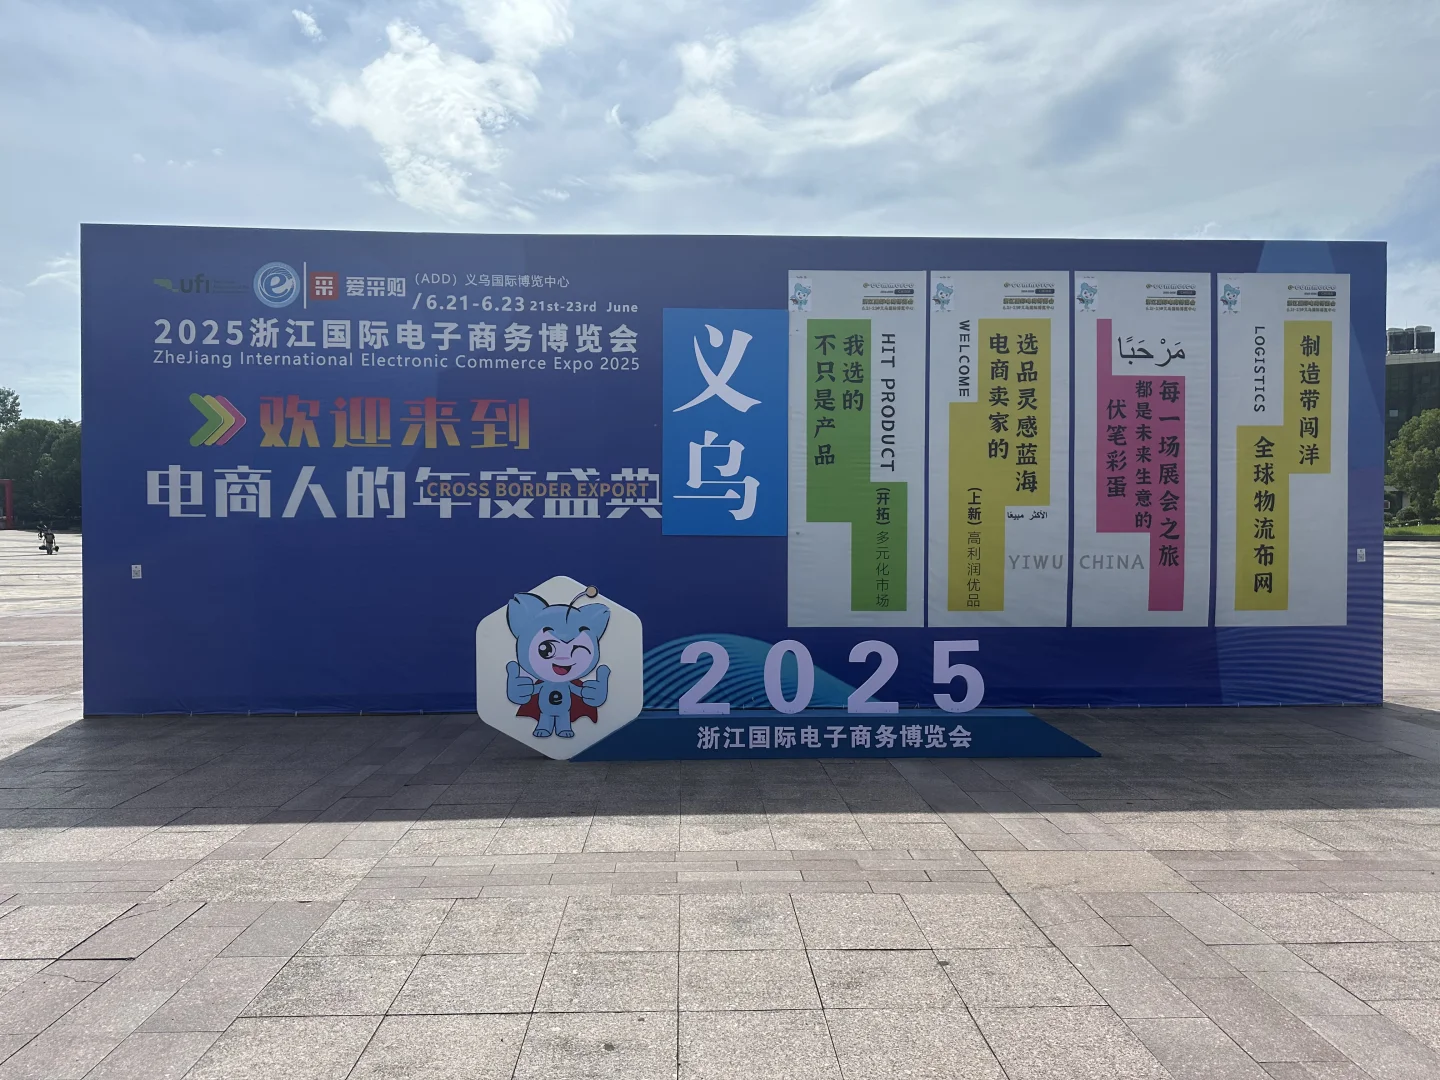 ufi
爱采购
(ADD) 义乌国际博览中心
/ 6.21-6.23 21st-23rd June
2025浙江国际电子商务博览会
ZheJiang International Electronic Commerce Expo 2025
欢迎来到
电商人的年度盛典
CROSS BORDER EXPORT
义乌
HIT PRODUCT
(开拓)多元化市场
我选的
不只是产品
选品灵感蓝海
电商卖家的
WELCOME
(上新)高利润优品
الأكثر مبيعًا
YIWU CHINA
مَرْحَبًا
每一场展会之旅
都是未来生意的
伏笔彩蛋
制造带闯洋
LOGISTICS
全球物流布网
e
2025
浙江国际电子商务博览会